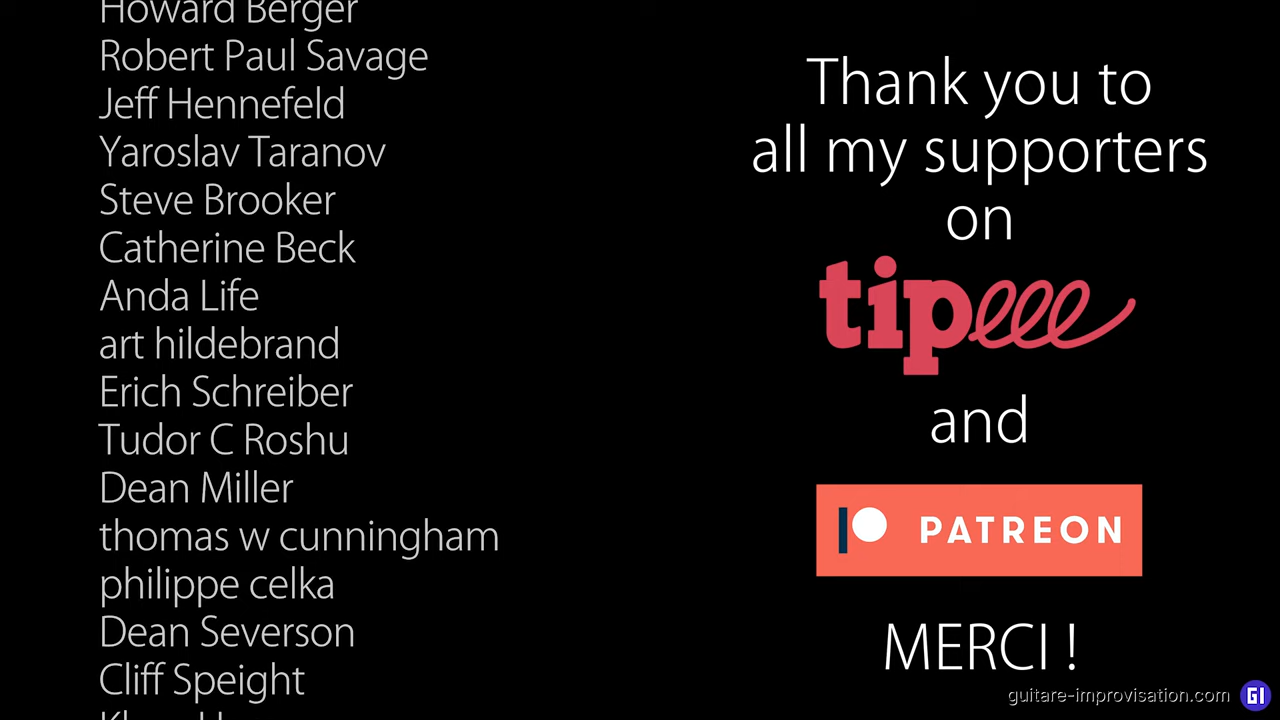 Howard Berger
Robert Paul Savage
Jeff Hennefeld
Yaroslav Taranov
Steve Brooker
Catherine Beck
Anda Life
art hildebrand
Erich Schreiber
Tudor C Roshu
Dean Miller
thomas w cunningham
philippe celka
Dean Severson
Cliff Speight
Thank you to
all my supporters
on
tipeee
and
PATREON
MERCI !
guitare-improvisation.com GI